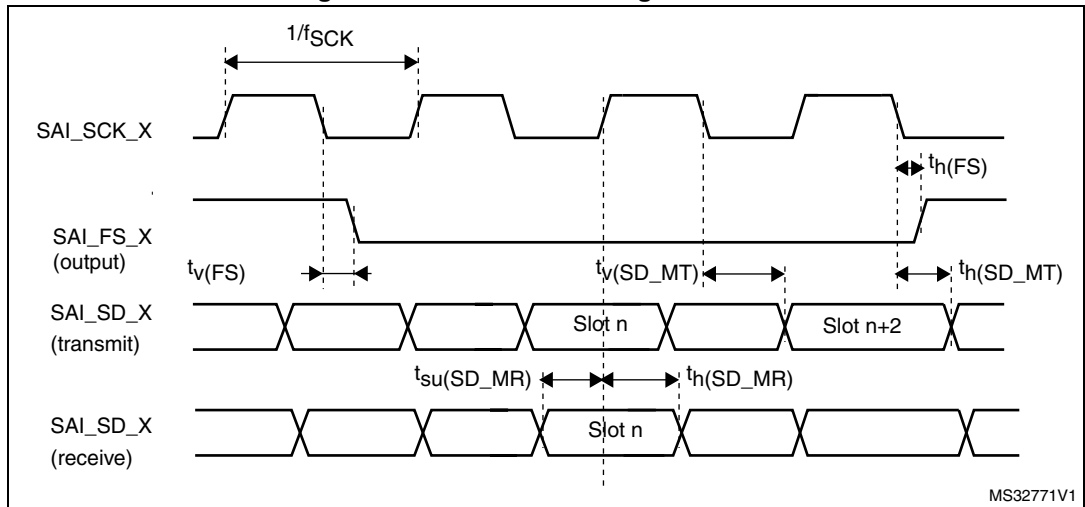 1/fSCK
SAI_SCK_X
th(FS)
SAI_FS_X
(output)
tv(FS)
tv(SD_MT)
th(SD_MT)
SAI_SD_X
(transmit)
Slot n
Slot n+2
tsu(SD_MR)
th(SD_MR)
SAI_SD_X
(receive)
Slot n
MS32771V1